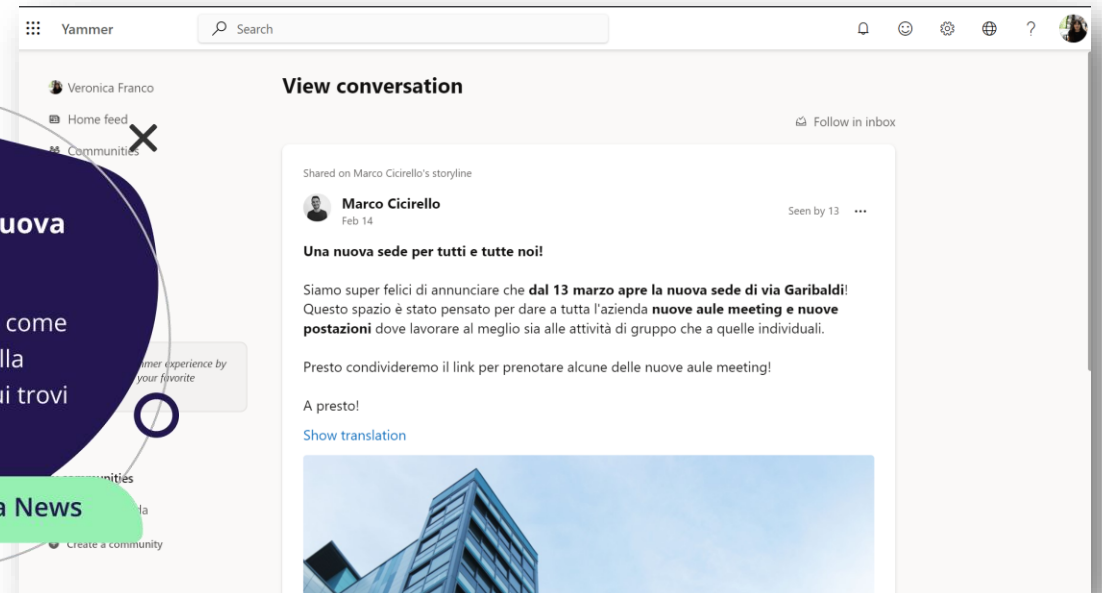 Yammer
Search
?
Veronica Franco
Home feed
Communities
View conversation
Follow in inbox
Shared on Marco Cicirello's storyline
Marco Cicirello
Feb 14
Seen by 13
Una nuova sede per tutti e tutte noi!
Siamo super felici di annunciare che dal 13 marzo apre la nuova sede di via Garibaldi!
Questo spazio è stato pensato per dare a tutta l'azienda nuove aule meeting e nuove
postazioni dove lavorare al meglio sia alle attività di gruppo che a quelle individuali.
Presto condivideremo il link per prenotare alcune delle nuove aule meeting!
A presto!
Show translation
come
trovi
experience by
your favorite
News
Create a community